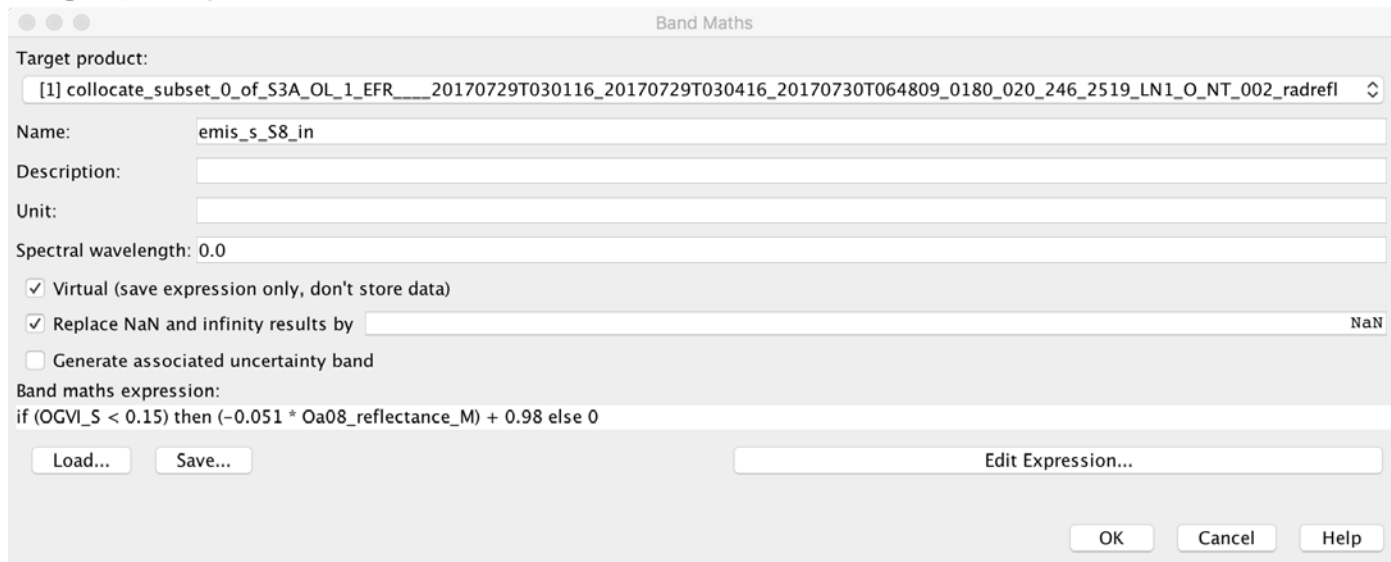 Band Maths
Target product:
[1] collocate_subset_0_of_S3A_OL_1_EFR____20170729T030116_20170729T030416_20170730T064809_0180_020_246_2519_LN1_O_NT_002_radrefl
Name: emis_s_S8_in
Description:
Unit:
Spectral wavelength: 0.0
Virtual (save expression only, don't store data)
Replace NaN and infinity results by NaN
Generate associated uncertainty band
Band maths expression:
if (OGVI_S < 0.15) then (-0.051 * Oa08_reflectance_M) + 0.98 else 0
Load... Save... Edit Expression...
OK Cancel Help